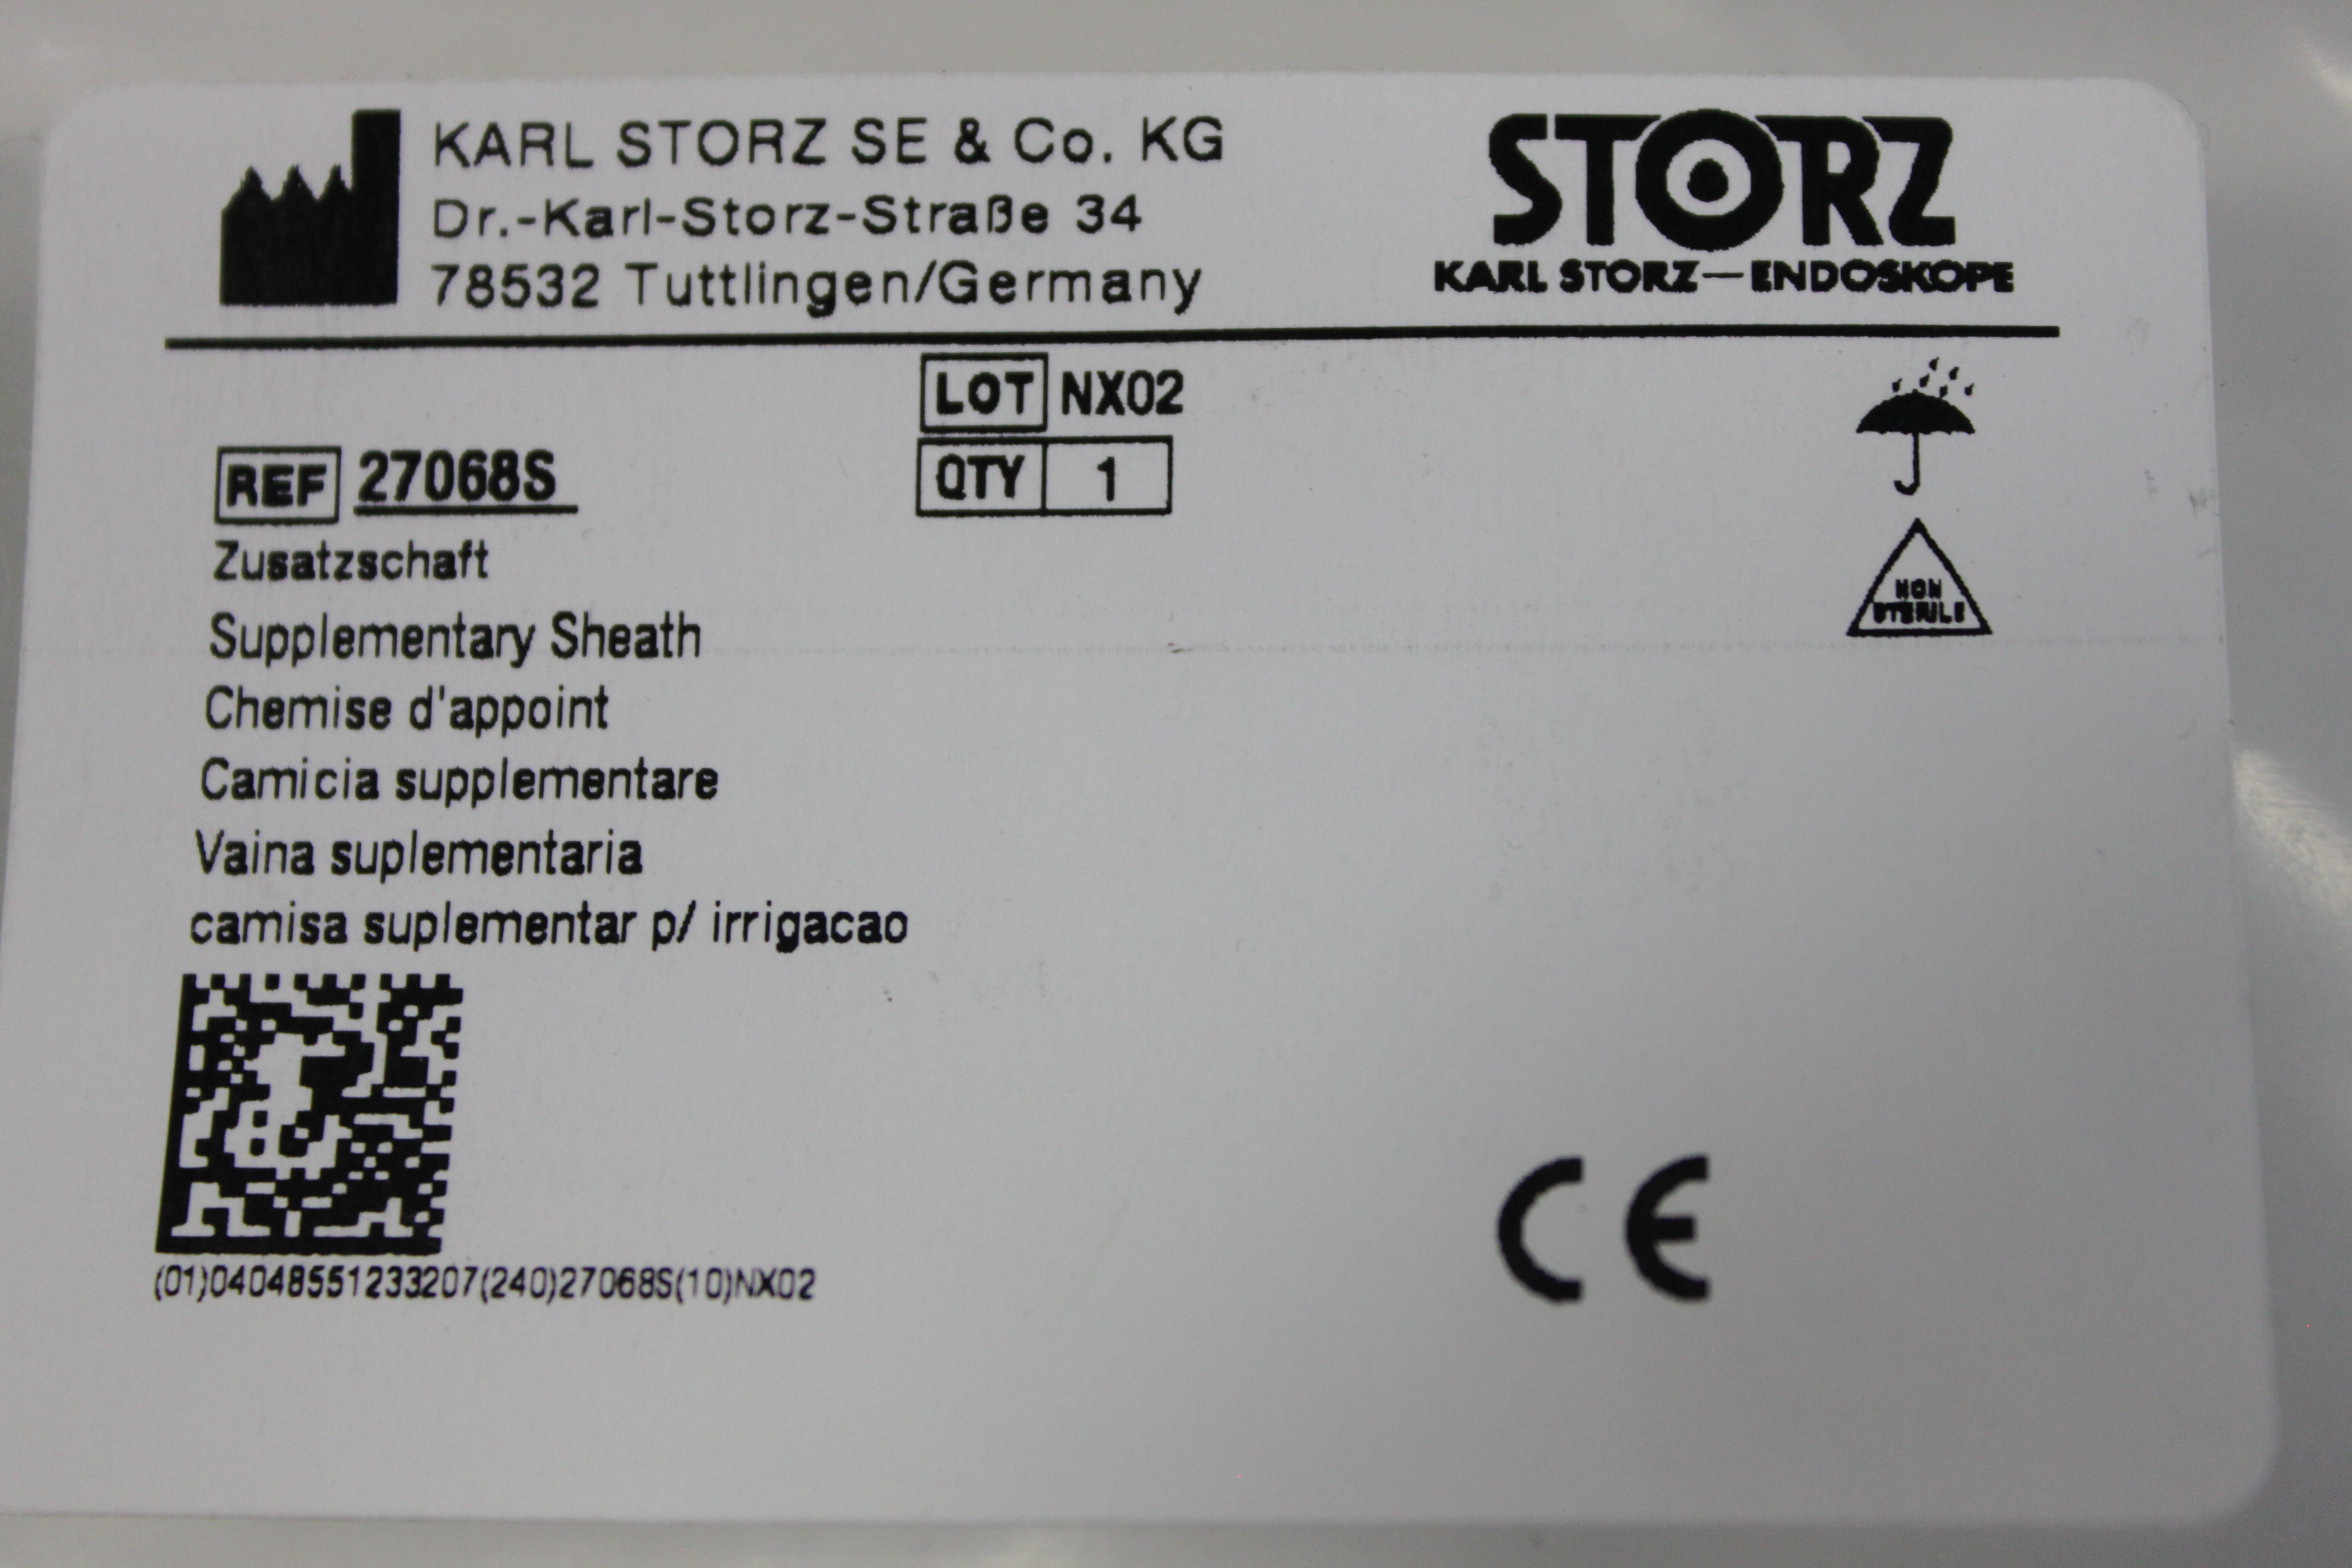 KARL STORZ SE & Co. KG
Dr.-Karl-Storz-Straße 34
78532 Tuttlingen/Germany
STORZ
KARL STORZ—ENDOSKOPE
LOT NX02
REF 27068S
QTY 1
Zusatzschaft
Supplementary Sheath
Chemise d'appoint
Camicia supplementare
Vaina suplementaria
camisa suplementar p/ irrigacao
NON
STERILE
(01)04048551233207(240)27068S(10)NX02
CE